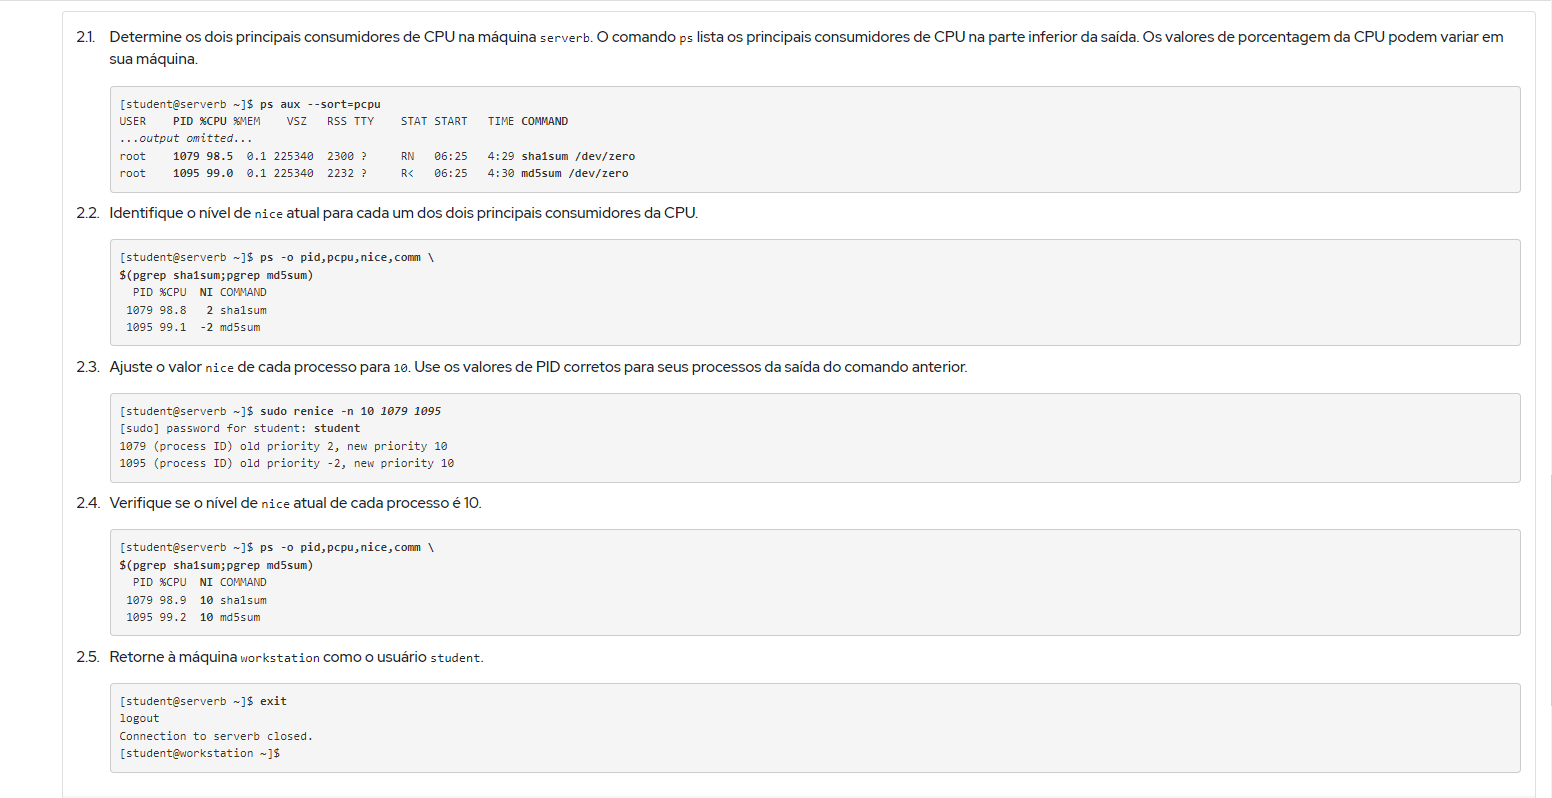 2.1. Determine os dois principais consumidores de CPU na máquina serverb. O comando ps lista os principais consumidores de CPU na parte inferior da saída. Os valores de porcentagem da CPU podem variar em
sua máquina.
[student@serverb ~]$ ps aux --sort=pcpu
USER    PID %CPU %MEM    VSZ   RSS TTY    STAT START   TIME COMMAND
...output omitted...
root    1079 98.5  0.1 225340  2300 ?     RN   06:25   4:29 sha1sum /dev/zero
root    1095 99.0  0.1 225340  2232 ?     R<   06:25   4:30 md5sum /dev/zero
2.2. Identifique o nível de nice atual para cada um dos dois principais consumidores da CPU.
[student@serverb ~]$ ps -o pid,pcpu,nice,comm \
$(pgrep sha1sum;pgrep md5sum)
  PID %CPU  NI COMMAND
 1079 98.8   2 sha1sum
 1095 99.1  -2 md5sum
2.3. Ajuste o valor nice de cada processo para 10. Use os valores de PID corretos para seus processos da saída do comando anterior.
[student@serverb ~]$ sudo renice -n 10 1079 1095
[sudo] password for student: student
1079 (process ID) old priority 2, new priority 10
1095 (process ID) old priority -2, new priority 10
2.4. Verifique se o nível de nice atual de cada processo é 10.
[student@serverb ~]$ ps -o pid,pcpu,nice,comm \
$(pgrep sha1sum;pgrep md5sum)
  PID %CPU  NI COMMAND
 1079 98.9  10 sha1sum
 1095 99.2  10 md5sum
2.5. Retorne à máquina workstation como o usuário student.
[student@serverb ~]$ exit
logout
Connection to serverb closed.
[student@workstation ~]$